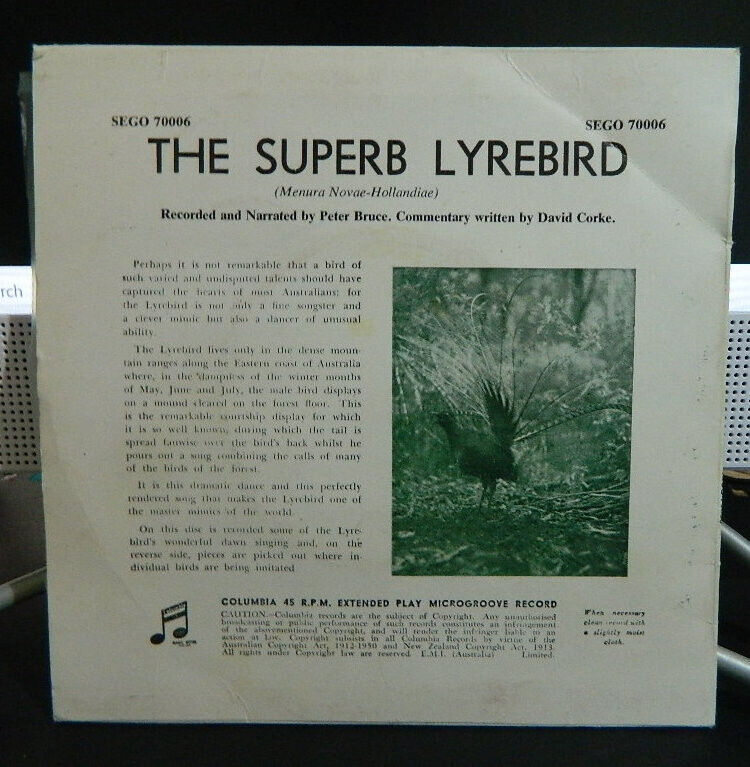 SEGO 70006
SEGO 70006
THE SUPERB LYREBIRD
(Menura Novae-Hollandiae)
Recorded and Narrated by Peter Bruce. Commentary written by David Corke.
Perhaps it is not remarkable that a bird of
such varied and undisputed talents should have
captured the hearts of most Australians; for
the Lyrebird is not only a fine songster and
a clever mimic but also a dancer of unusual
ability.
The Lyrebird lives only in the dense moun-
tain ranges along the Eastern coast of Australia
where, in the dampness of the winter months
of May, June and July, the male bird displays
on a mound cleared on the forest floor. This
is the remarkable courtship display for which
it is so well known, during which the tail is
spread fanwise over the bird's back whilst he
pours out a song combining the calls of many
of the birds of the forest.
It is this dramatic dance and this perfectly
rendered song that makes the Lyrebird one of
the master mimics of the world.
On this disc is recorded some of the Lyre-
bird's wonderful dawn singing and, on the
reverse side, pieces are picked out where in-
dividual birds are being imitated
COLUMBIA 45 R.P.M. EXTENDED PLAY MICROGROOVE RECORD
CAUTION.—Columbia records are the subject of Copyright. Any unauthorised
broadcasting or public performance of such records constitutes an infringement
of the abovementioned Copyright, and will render the infringer liable to an
action at law. Copyright subsists in all Columbia Records by virtue of the
Australian Copyright Act, 1912-1950 and New Zealand Copyright Act, 1913.
All rights under Copyright law are reserved. E.M.I. (Australia) Limited.
When necessary
clean record with
a slightly moist
cloth.
rch